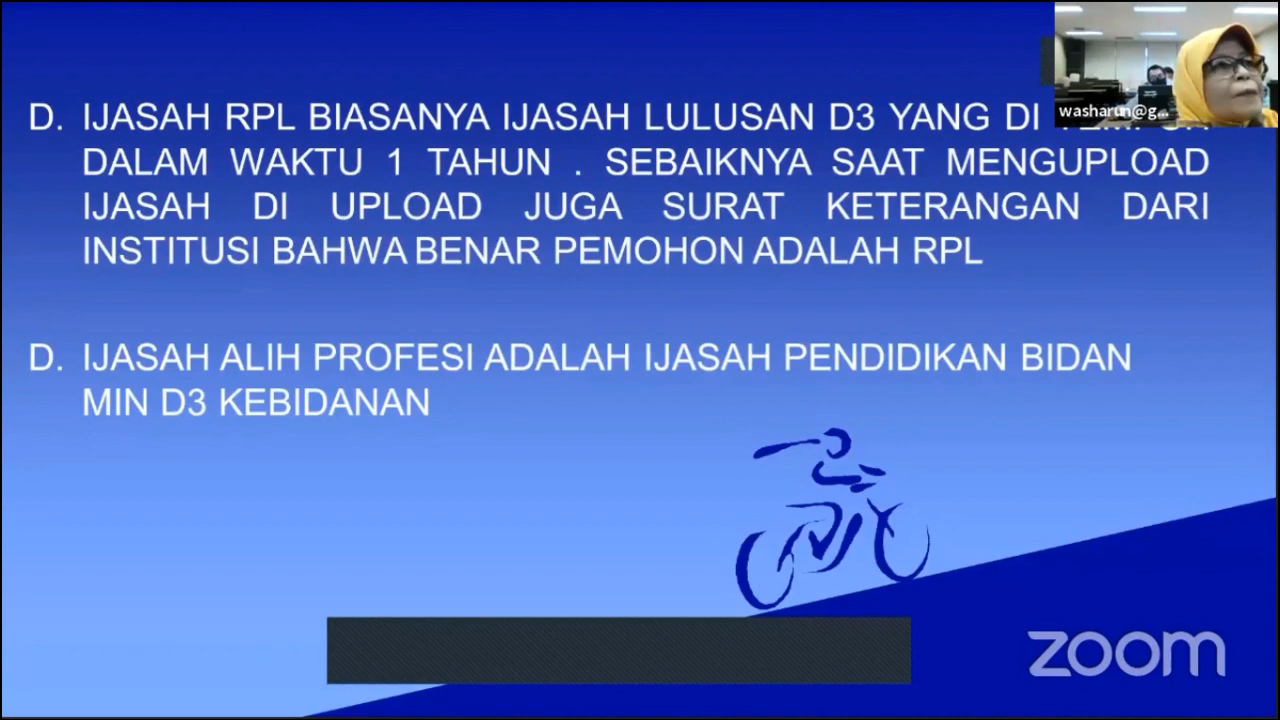 D. IJASAH RPL BIASANYA IJASAH LULUSAN D3 YANG DI
DALAM WAKTU 1 TAHUN . SEBAIKNYA SAAT MENGUPLOAD
IJASAH DI UPLOAD JUGA SURAT KETERANGAN DARI
INSTITUSI BAHWA BENAR PEMOHON ADALAH RPL
D. IJASAH ALIH PROFESI ADALAH IJASAH PENDIDIKAN BIDAN
MIN D3 KEBIDANAN
washarun@g...
zoom